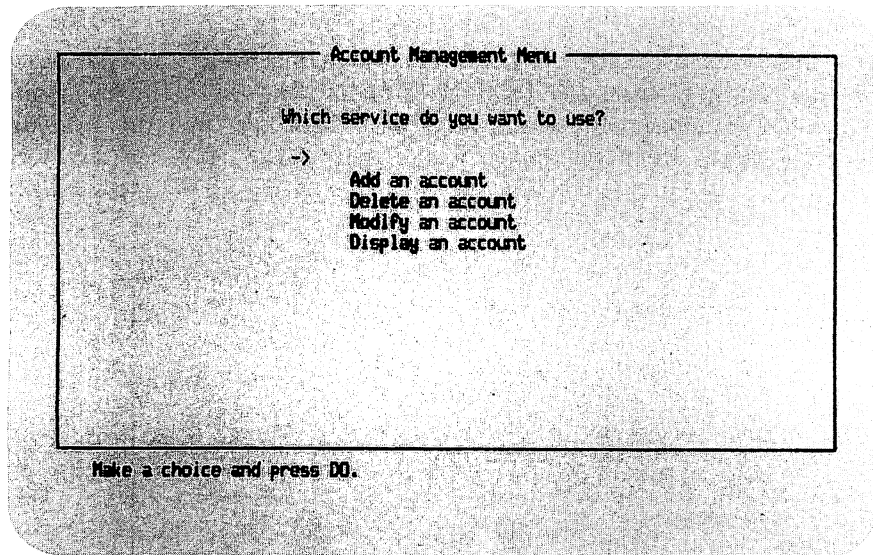 Account Management Menu
Which service do you want to use?
->
Add an account
Delete an account
Modify an account
Display an account
Make a choice and press DO.